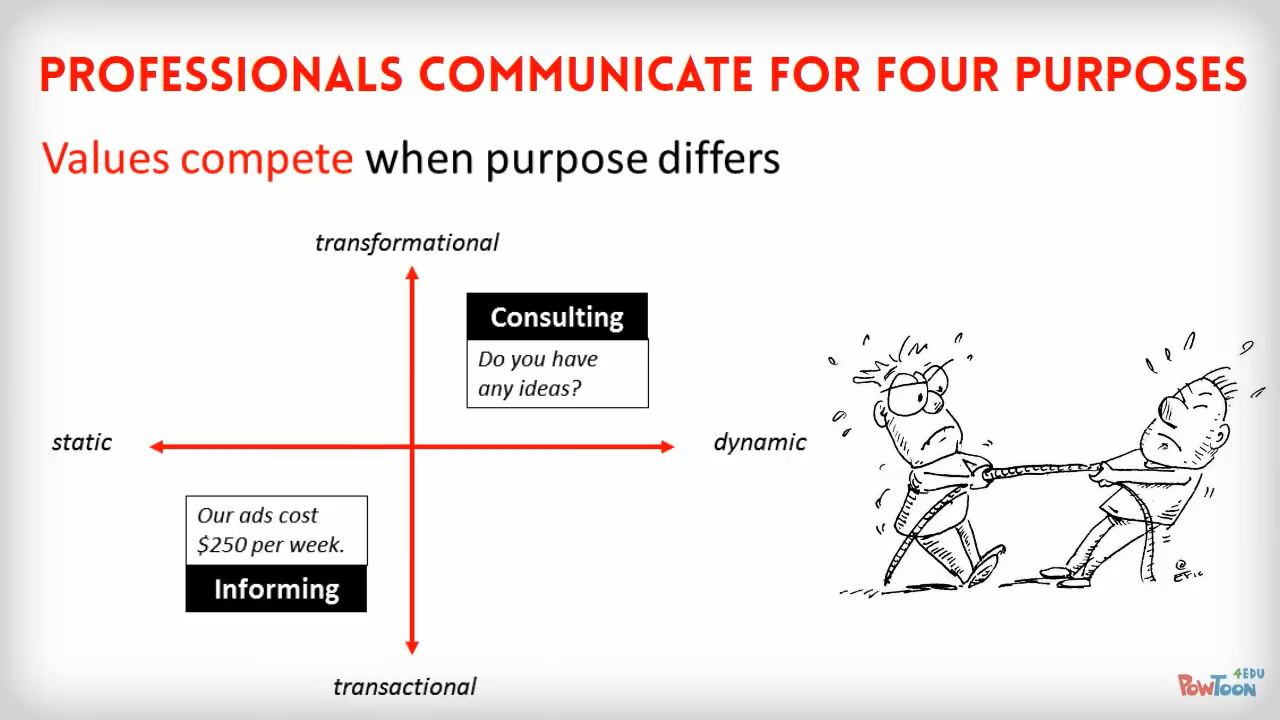 PROFESSIONALS COMMUNICATE FOR FOUR PURPOSES
Values compete when purpose differs
transformational
Consulting
Do you have
any ideas?
static
dynamic
Our ads cost
$250 per week.
Informing
transactional
© EFIC
4EDU
POWTOON